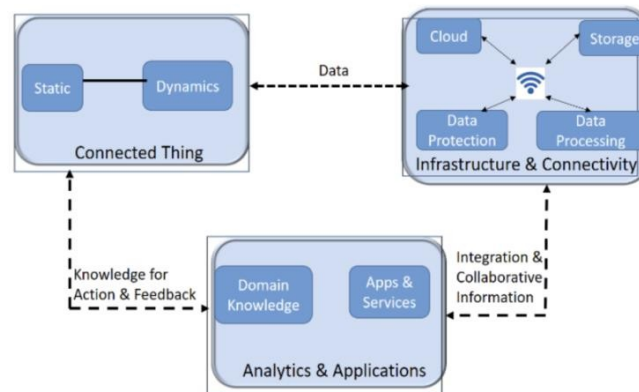 Cloud
Storage
Static
Dynamics
Data
Data
Protection
Data
Processing
Connected Thing
Infrastructure & Connectivity
Knowledge for
Action & Feedback
Domain
Knowledge
Apps &
Services
Integration &
Collaborative
Information
Analytics & Applications